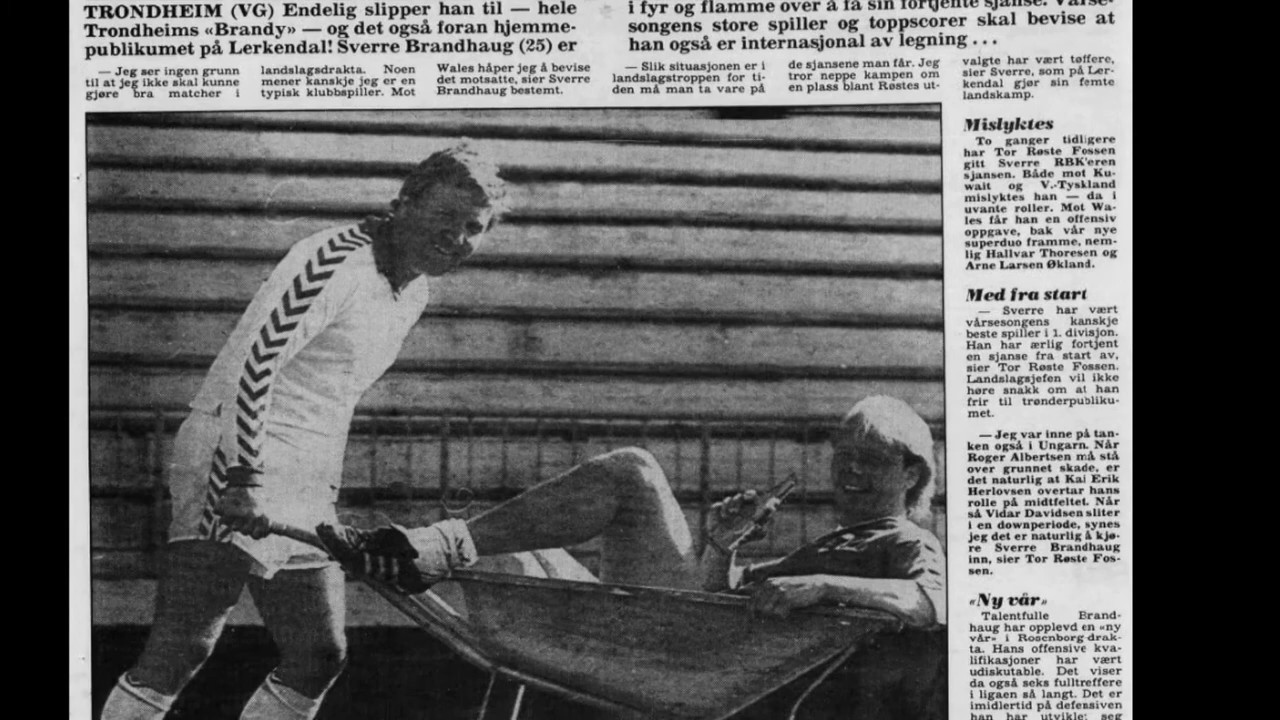 TRONDHEIM (VG) Endelig slipper han til — hele
Trondheims «Brandy» — og det også foran hjemme-
publikumet på Lerkendal! Sverre Brandhaug (25) er
i fyr og flamme over å få sin fortjente sjanse. Vårse-
songens store spiller og toppscorer skal bevise at
han også er internasjonal av legning ...
— Jeg ser ingen grunn
til at jeg ikke skal kunne
gjøre bra matcher i
landslagsdrakta. Noen
mener kanskje jeg er en
typisk klubbspiller. Mot
Wales håper jeg å bevise
det motsatte, sier Sverre
Brandhaug bestemt.
— Slik situasjonen er i
landslagstroppen for ti-
den må man ta vare på
de sjansene man får. Jeg
tror neppe kampen om
en plass blant Røstes ut-
valgte har vært tøffere,
sier Sverre, som på Ler-
kendal gjør sin femte
landskamp.
Mislyktes
To ganger tidligere
har Tor Røste Fossen
gitt Sverre RBK'eren
sjansen. Både mot Ku-
wait og V.-Tyskland
mislyktes han — da i
uvante roller. Mot Wa-
les får han en offensiv
oppgave, bak vår nye
superduo framme, nem-
lig Hallvar Thoresen og
Arne Larsen Økland.
Med fra start
— Sverre har vært
vårsesongens kanskje
beste spiller i 1. divisjon.
Han har ærlig fortjent
en sjanse fra start av,
sier Tor Røste Fossen.
Landslagsjefen vil ikke
høre snakk om at han
frir til trønderpubliku-
met.
— Jeg var inne på tan-
ken også i Ungarn. Når
Roger Albertsen må stå
over grunnet skade, er
det naturlig at Kai Erik
Herlovsen overtar hans
rolle på midtfeltet. Når
så Vidar Davidsen sliter
i en downperiode, synes
jeg det er naturlig å kjø-
re Sverre Brandhaug
inn, sier Tor Røste Fos-
sen.
«Ny vår»
Talentfulle Brand-
haug har opplevd en «ny
vår» i Rosenborg-drak-
ta. Hans offensive kva-
lifikasjoner har vært
udiskutable. Det viser
da også seks fulltreffere
i ligaen så langt. Det er
imidlertid på defensiven
han har utviklet seg